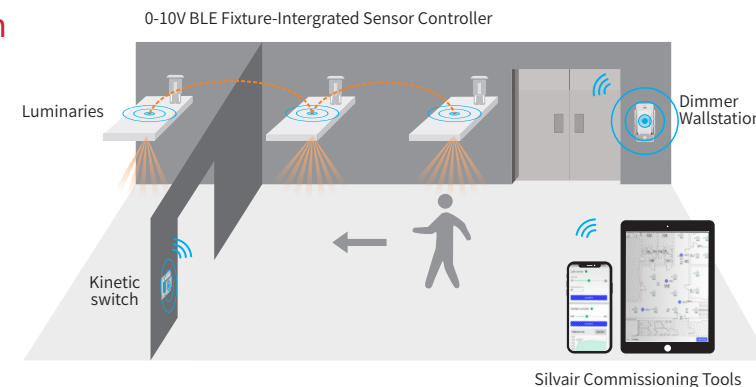 0-10V BLE Fixture-Intergrated Sensor Controller
Luminaries
Dimmer
Wallstation
Kinetic
switch
Silvair Commissioning Tools